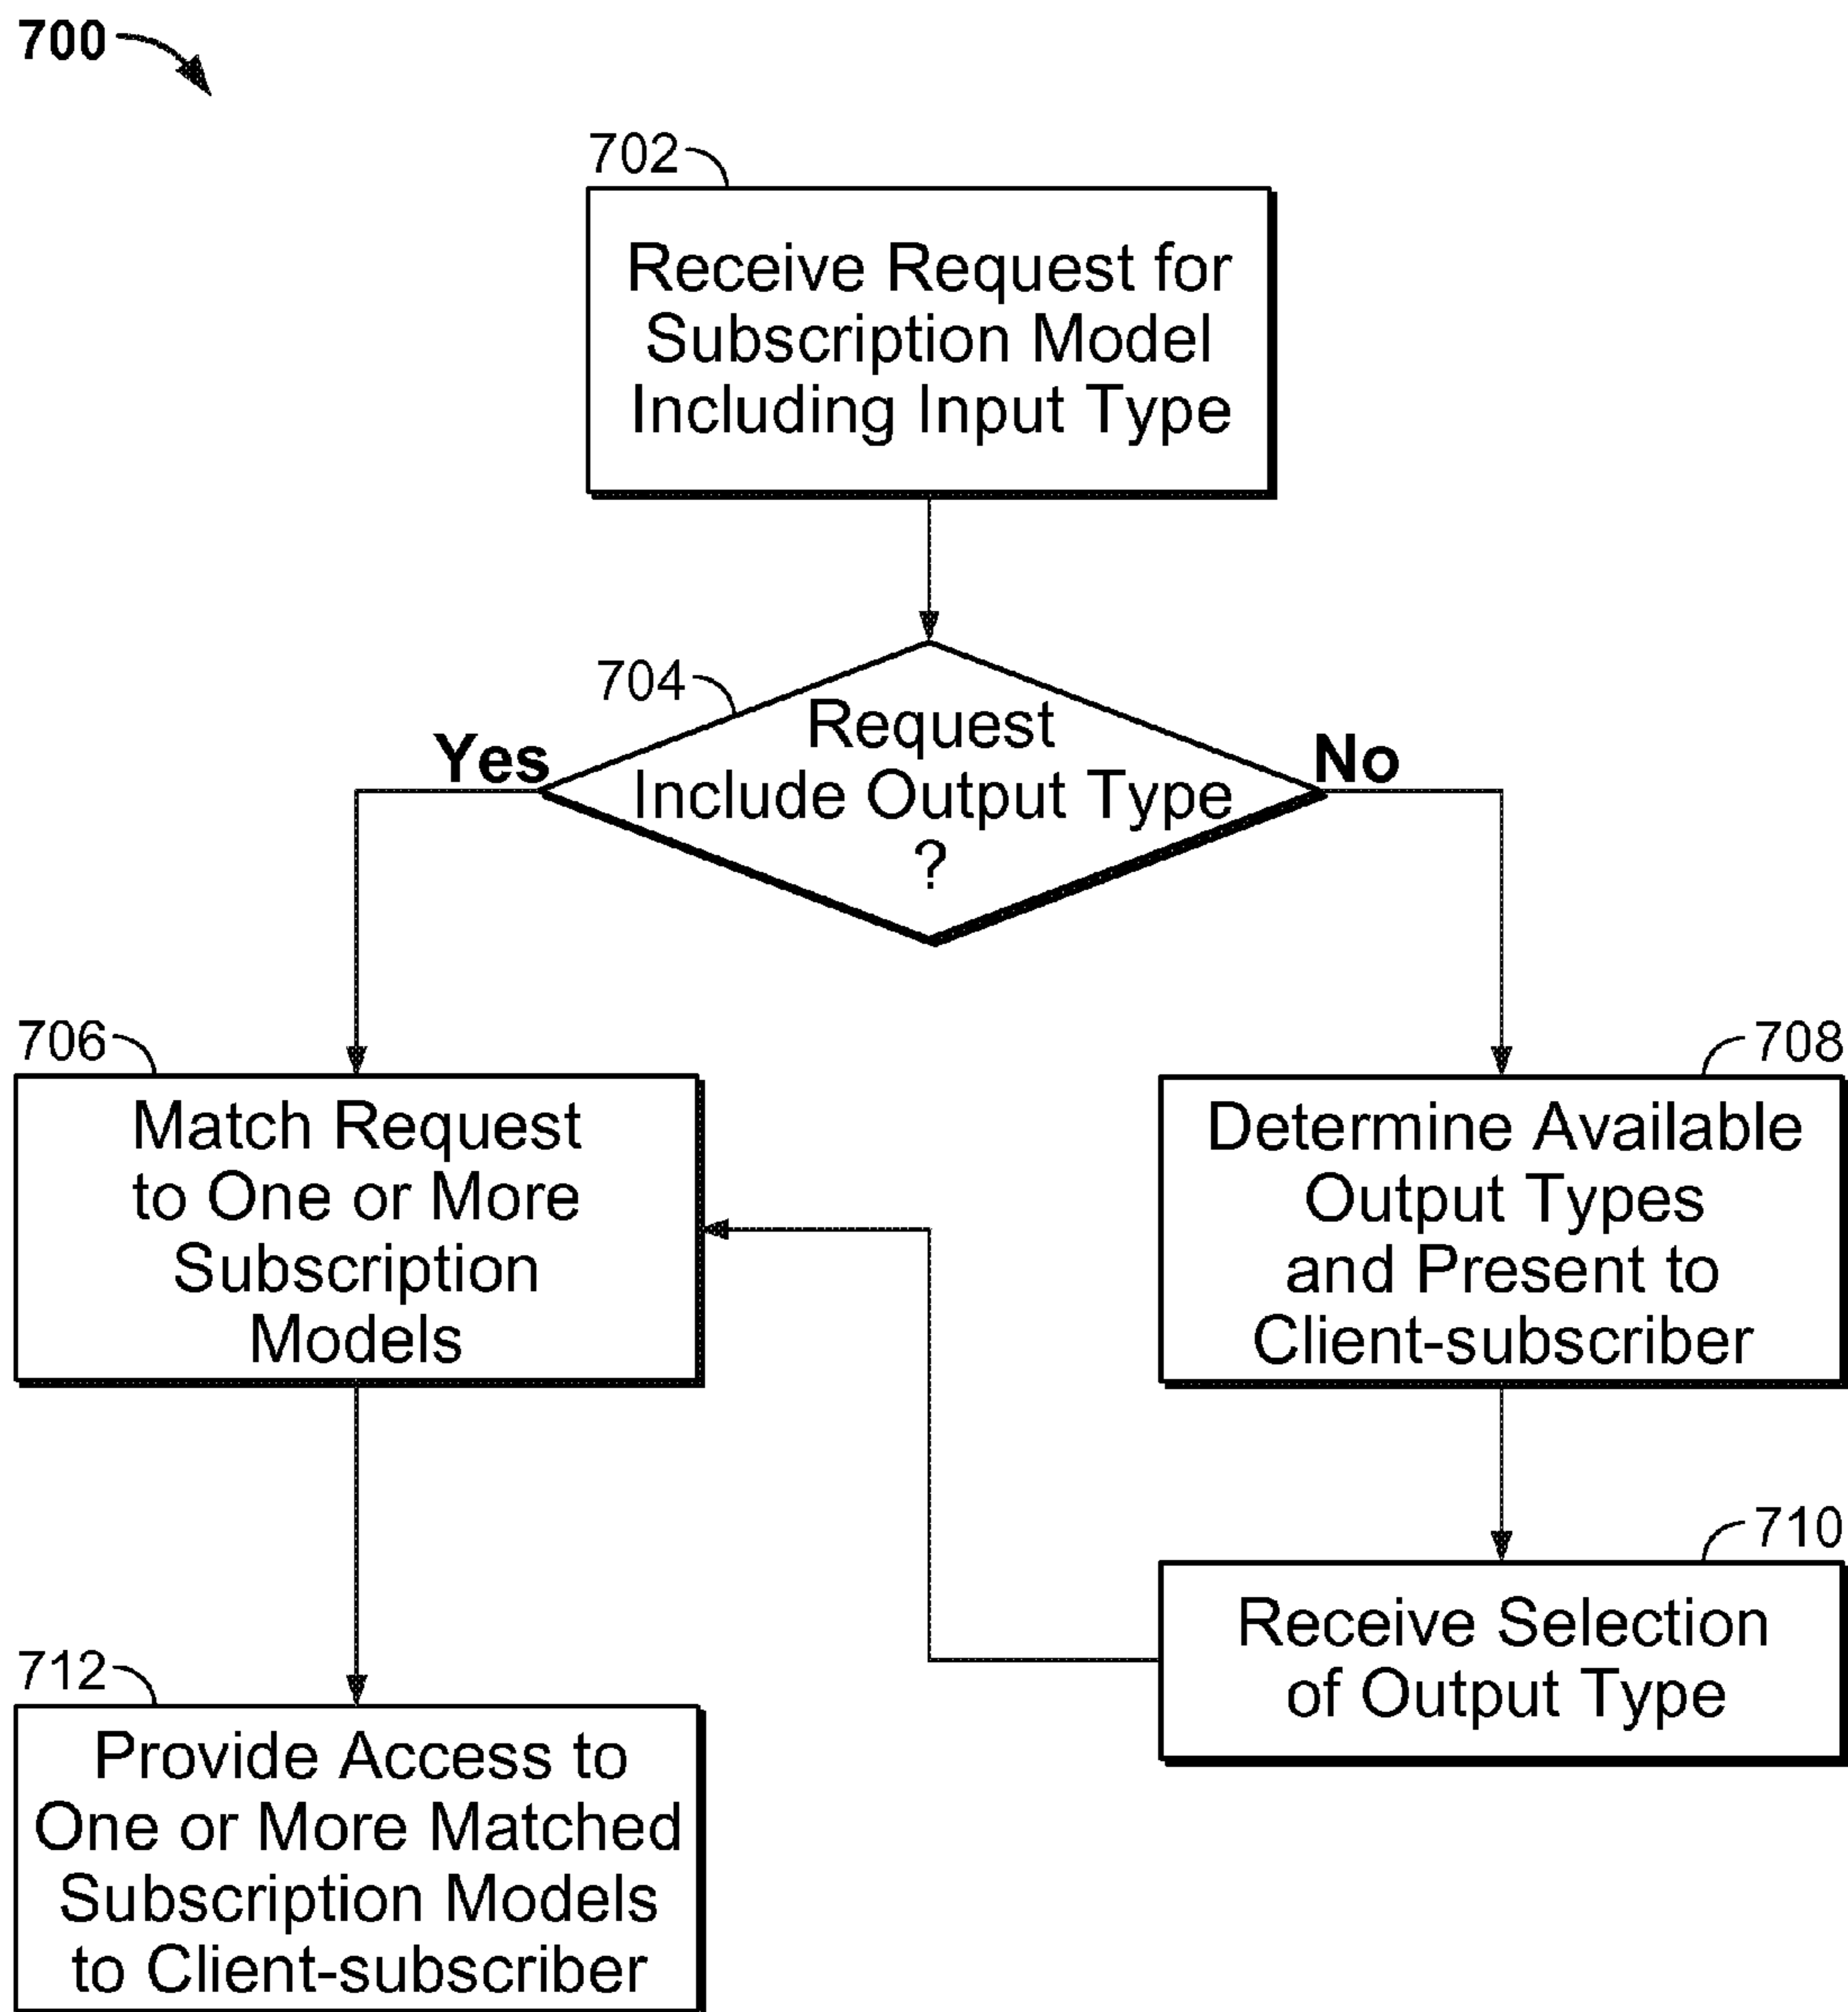 700
702
Receive Request for
Subscription Model
Including Input Type
704
Request
Include Output Type
?
Yes
No
706
Match Request
to One or More
Subscription
Models
708
Determine Available
Output Types
and Present to
Client-subscriber
710
Receive Selection
of Output Type
712
Provide Access to
One or More Matched
Subscription Models
to Client-subscriber